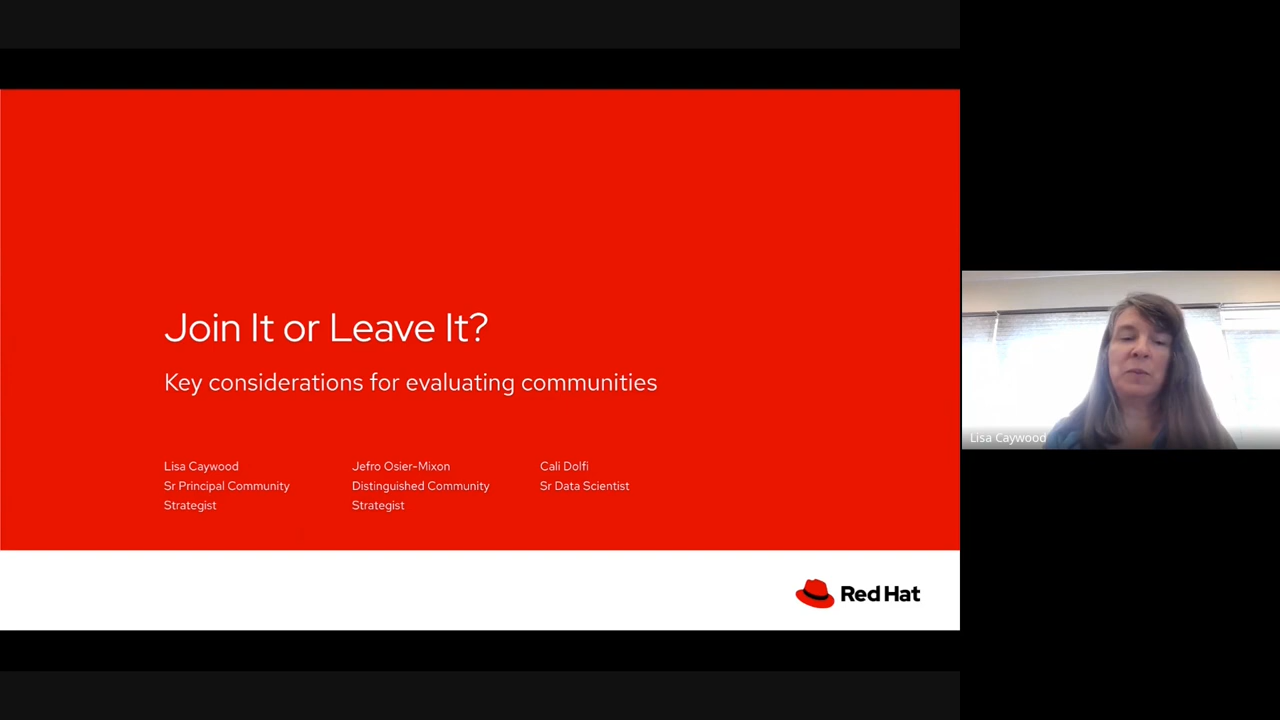 Join It or Leave It?
Key considerations for evaluating communities
Lisa Caywood
Sr Principal Community
Strategist
Jefro Osier-Mixon
Distinguished Community
Strategist
Cali Dolfi
Sr Data Scientist
Red Hat
Lisa Caywood